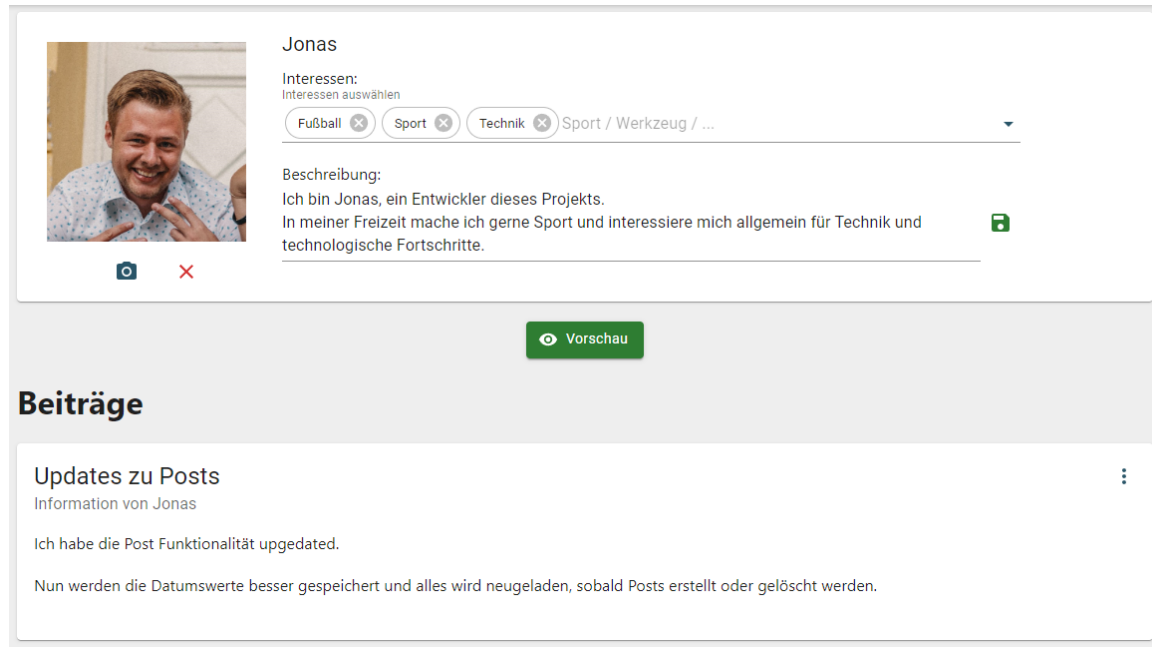 Jonas
Interessen:
Interessen auswählen
Fußball Sport Technik Sport / Werkzeug / ...
Beschreibung:
Ich bin Jonas, ein Entwickler dieses Projekts.
In meiner Freizeit mache ich gerne Sport und interessiere mich allgemein für Technik und
technologische Fortschritte.
Vorschau
Beiträge
Updates zu Posts
Information von Jonas
Ich habe die Post Funktionalität upgedated.
Nun werden die Datumswerte besser gespeichert und alles wird neugeladen, sobald Posts erstellt oder gelöscht werden.